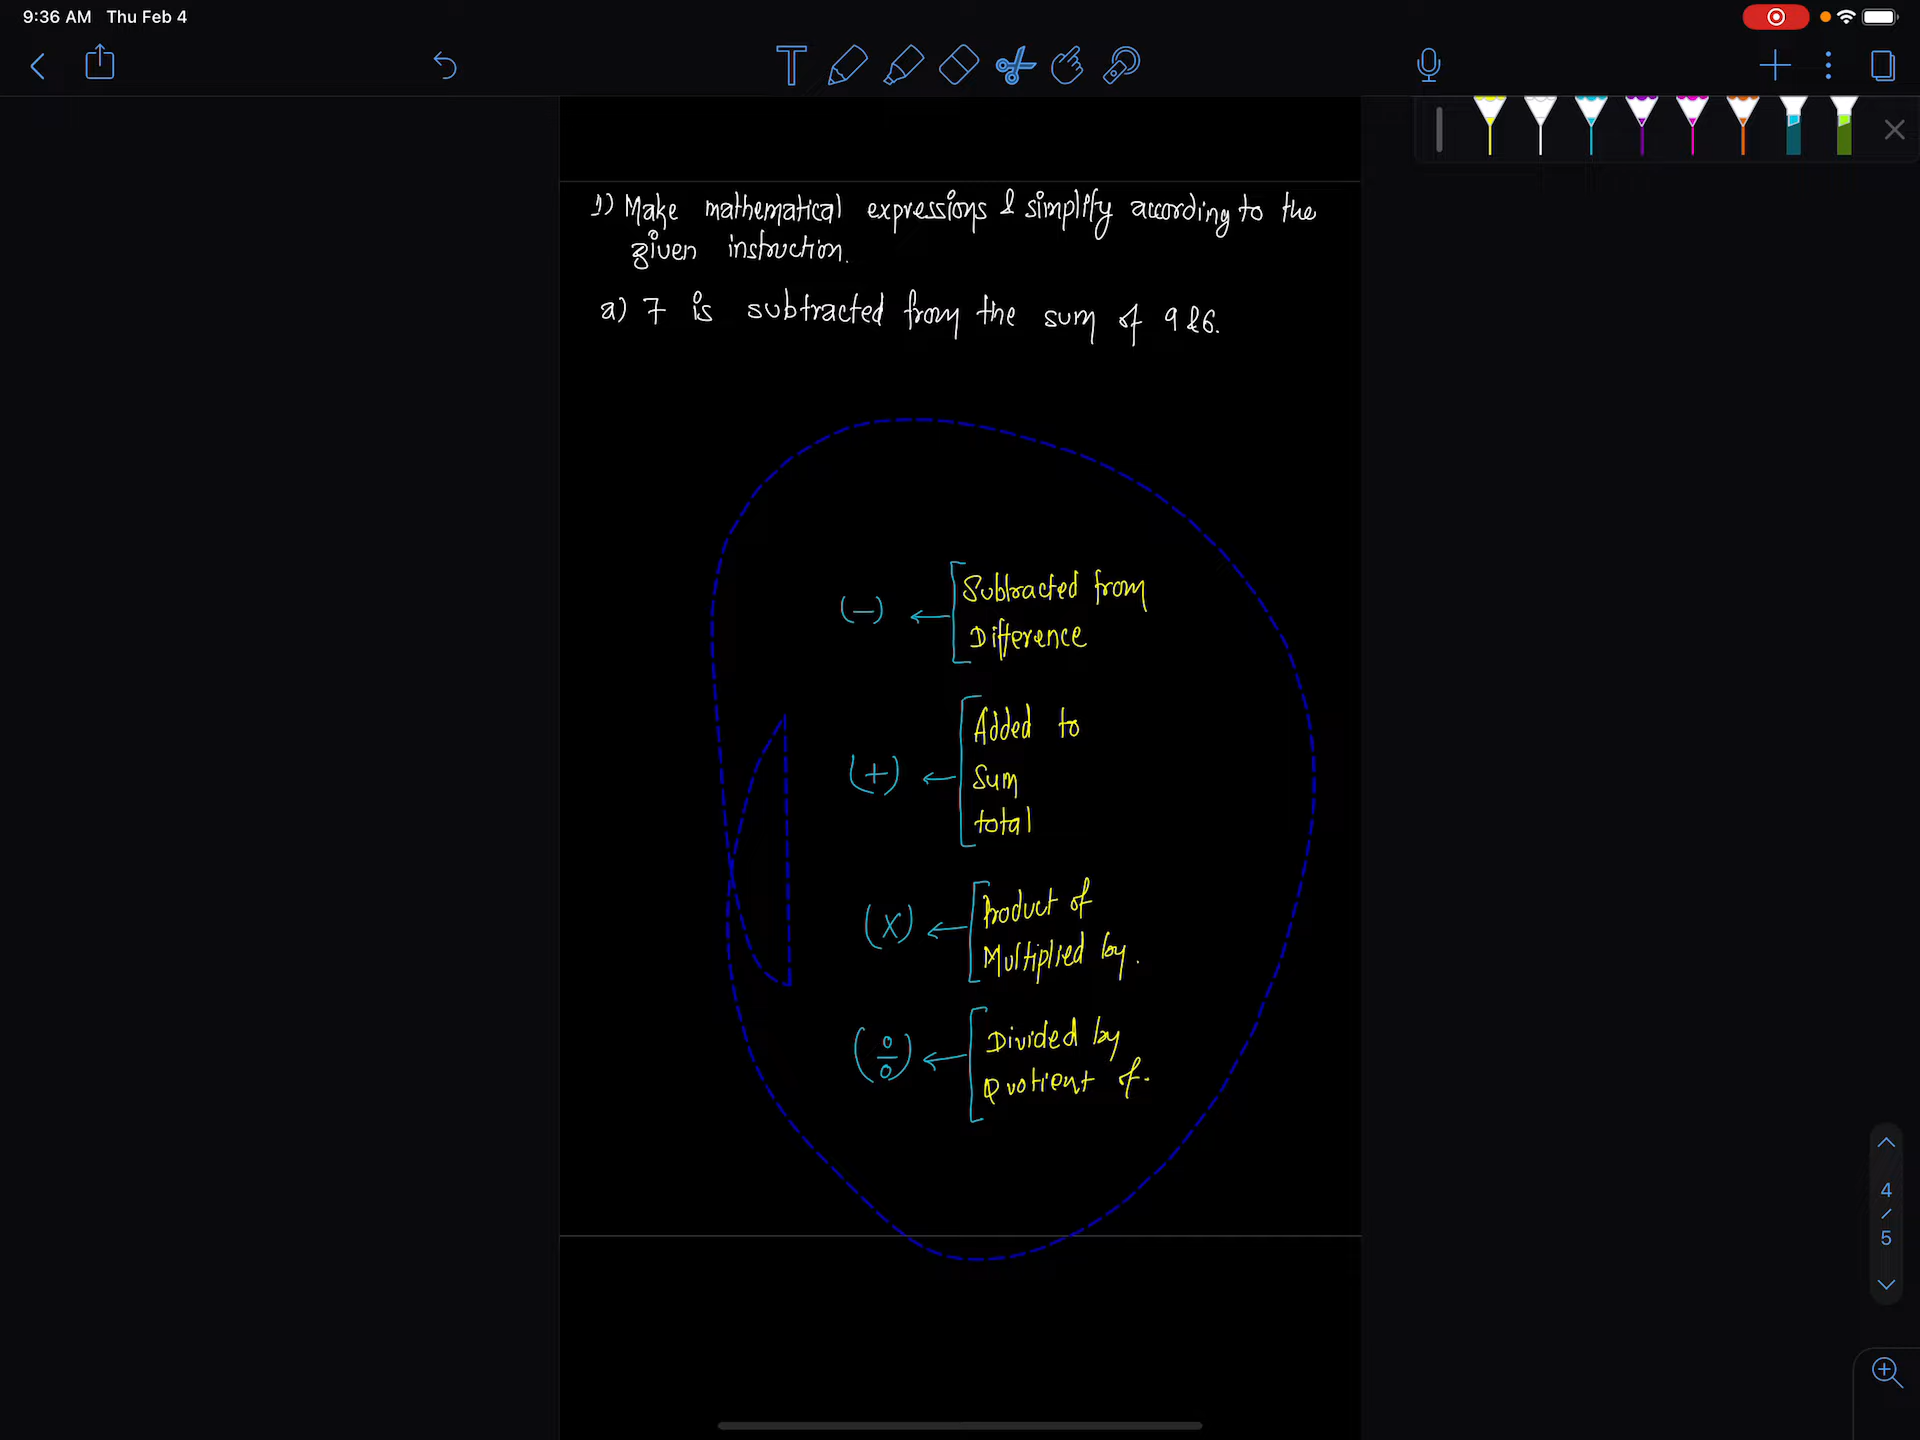 9:36 AM Thu Feb 4
1) Make mathematical expressions & simplify according to the
given instruction.
a) 7 is subtracted from the sum of 9 & 6.
(−) ← [Subtracted from
Difference
(+) ← [Added to
Sum
total
(x) ← [Product of
Multiplied by.
(÷) ← [Divided by
Quotient of.
4
/
5